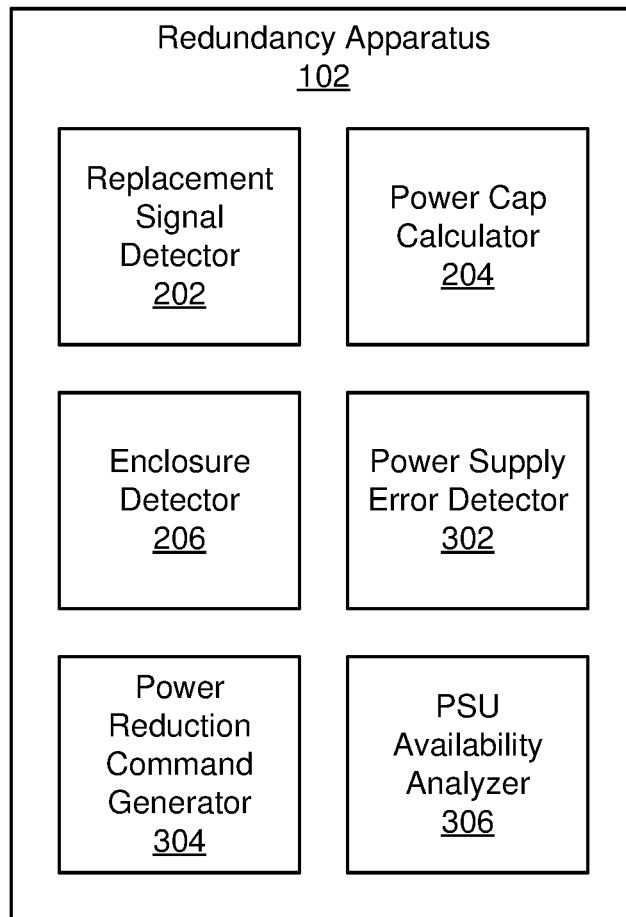 Redundancy Apparatus
102
Replacement
Signal
Detector
202
Power Cap
Calculator
204
Enclosure
Detector
206
Power Supply
Error Detector
302
Power
Reduction
Command
Generator
304
PSU
Availability
Analyzer
306